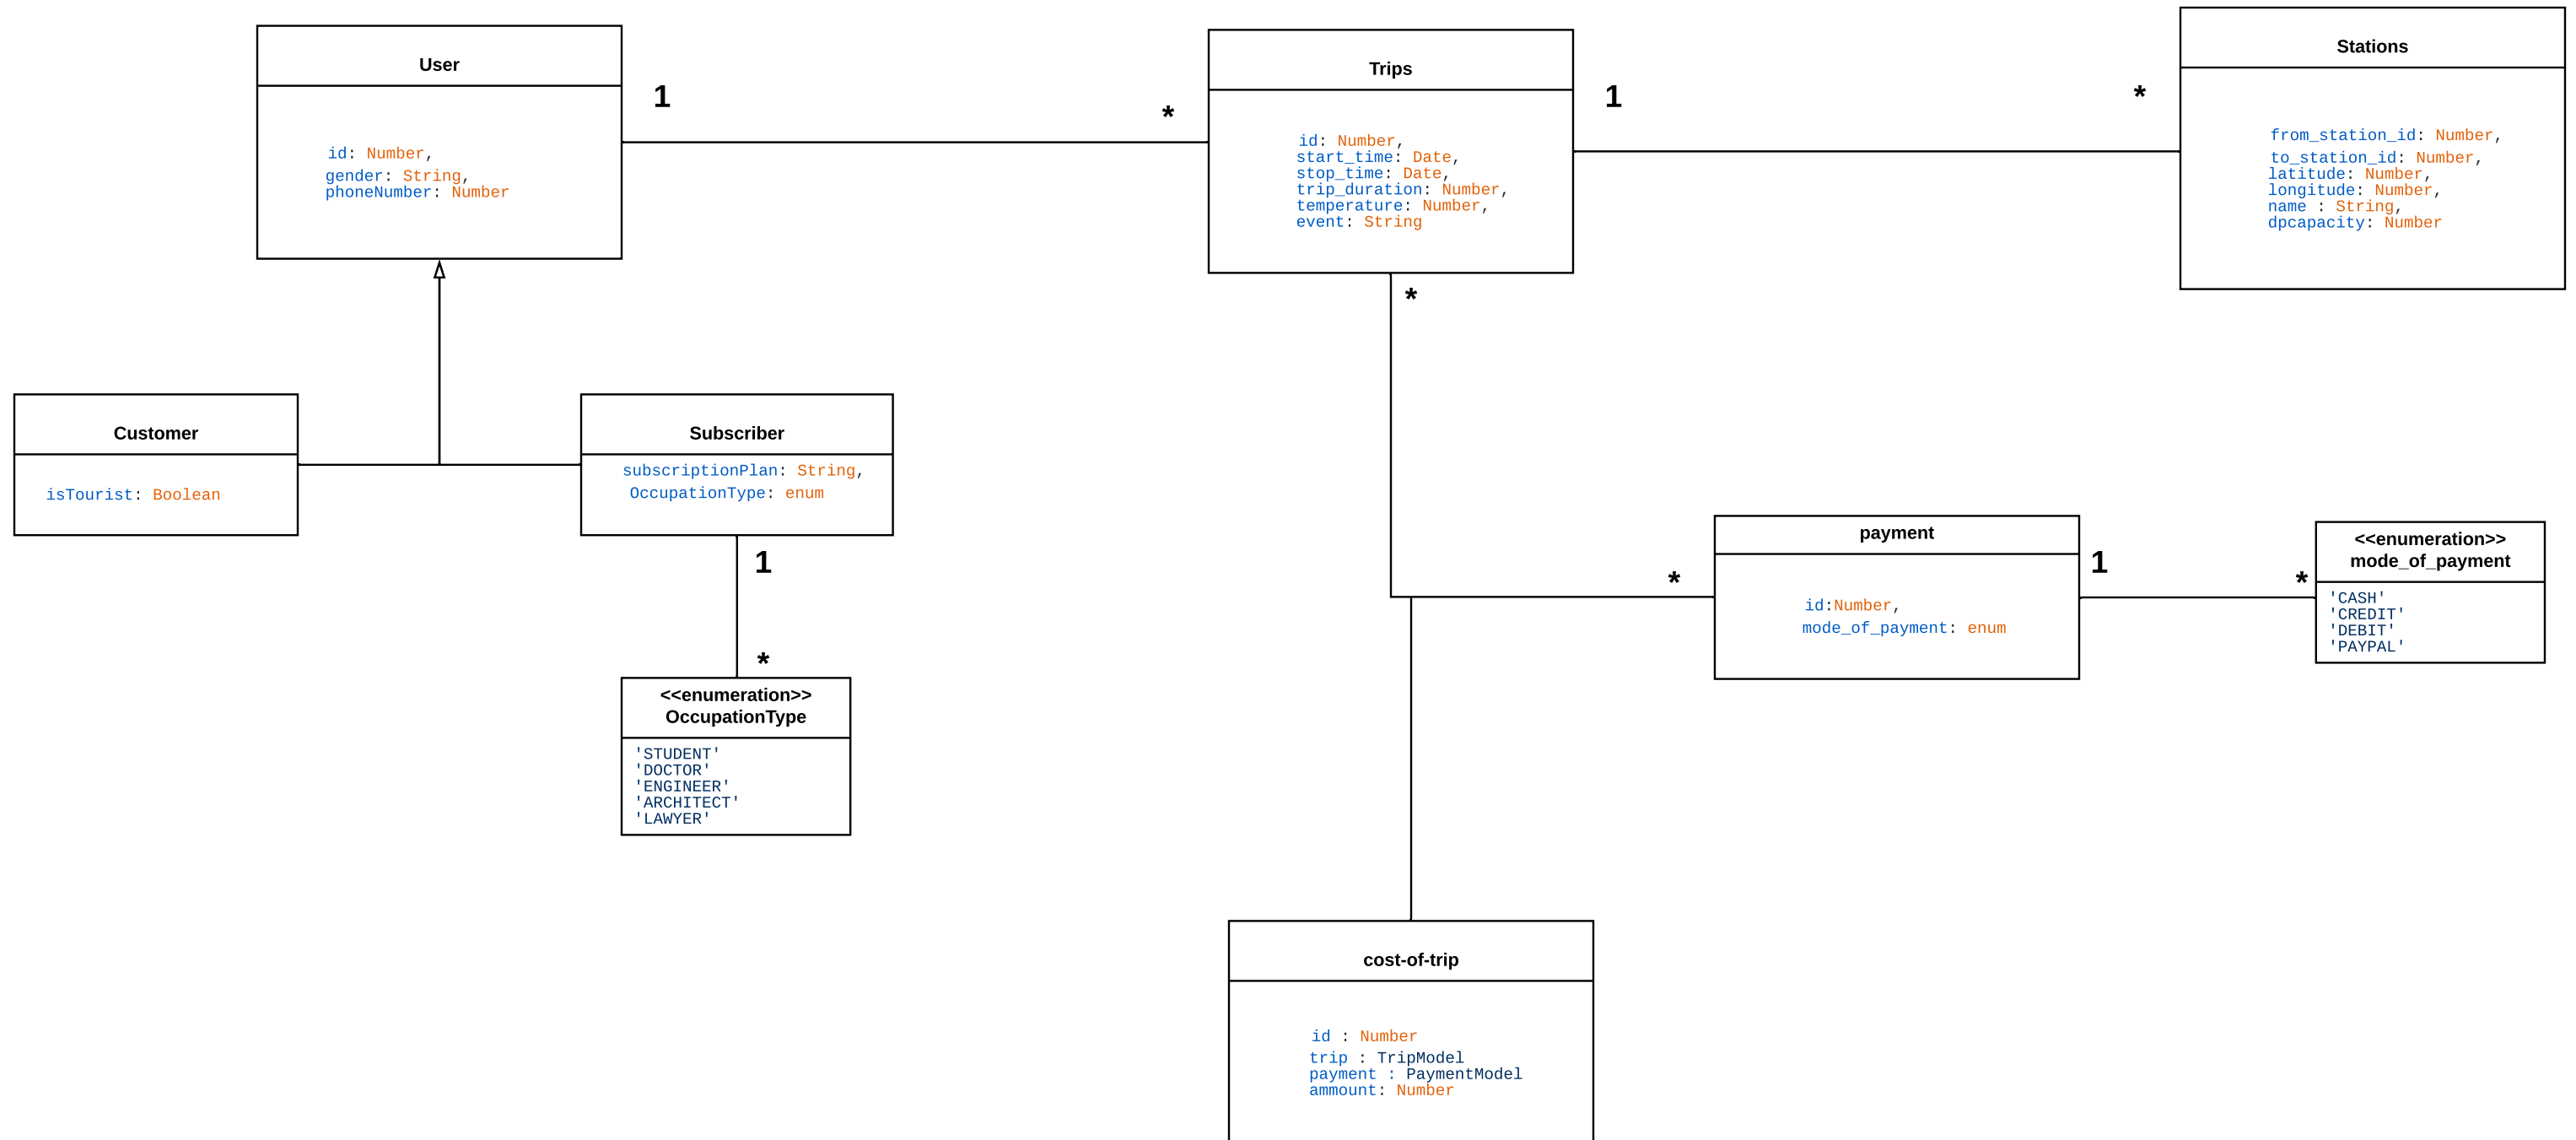 User
id: Number,
gender: String,
phoneNumber: Number
1
*
Trips
id: Number,
start_time: Date,
stop_time: Date,
trip_duration: Number,
temperature: Number,
event: String
1
*
Stations
from_station_id: Number,
to_station_id: Number,
latitude: Number,
longitude: Number,
name : String,
dpcapacity: Number
*
Customer
isTourist: Boolean
Subscriber
subscriptionPlan: String,
OccupationType: enum
1
*
<<enumeration>>
OccupationType
'STUDENT'
'DOCTOR'
'ENGINEER'
'ARCHITECT'
'LAWYER'
*
payment
id:Number,
mode_of_payment: enum
1
*
<<enumeration>>
mode_of_payment
'CASH'
'CREDIT'
'DEBIT'
'PAYPAL'
cost-of-trip
id : Number
trip : TripModel
payment : PaymentModel
ammount: Number